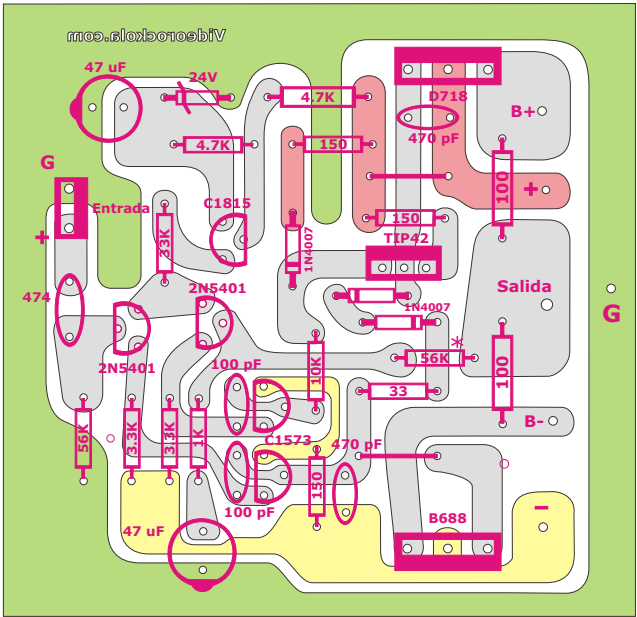 Videorockola.com
47 uF
24V
4.7K
D718
B+
470 pF
4.7K
150
G
Entrada
C1815
100
+
150
+
33K
1N4007
TIP42
474
2N5401
Salida
G
1N4007
*
2N5401
100 pF
10K
56K
100
33
56K
3.3K
3.3K
1K
C1573
470 pF
B-
150
100 pF
47 uF
B688
-